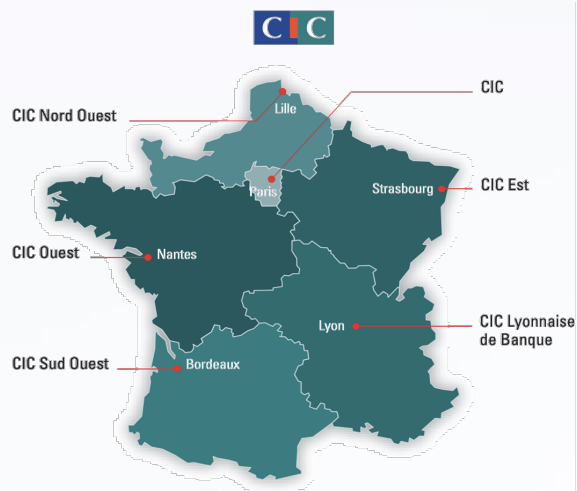 CIC
CIC
Lille
CIC Nord Ouest
Paris
Strasbourg
CIC Est
CIC Ouest
Nantes
Lyon
CIC Lyonnaise
de Banque
CIC Sud Ouest
Bordeaux